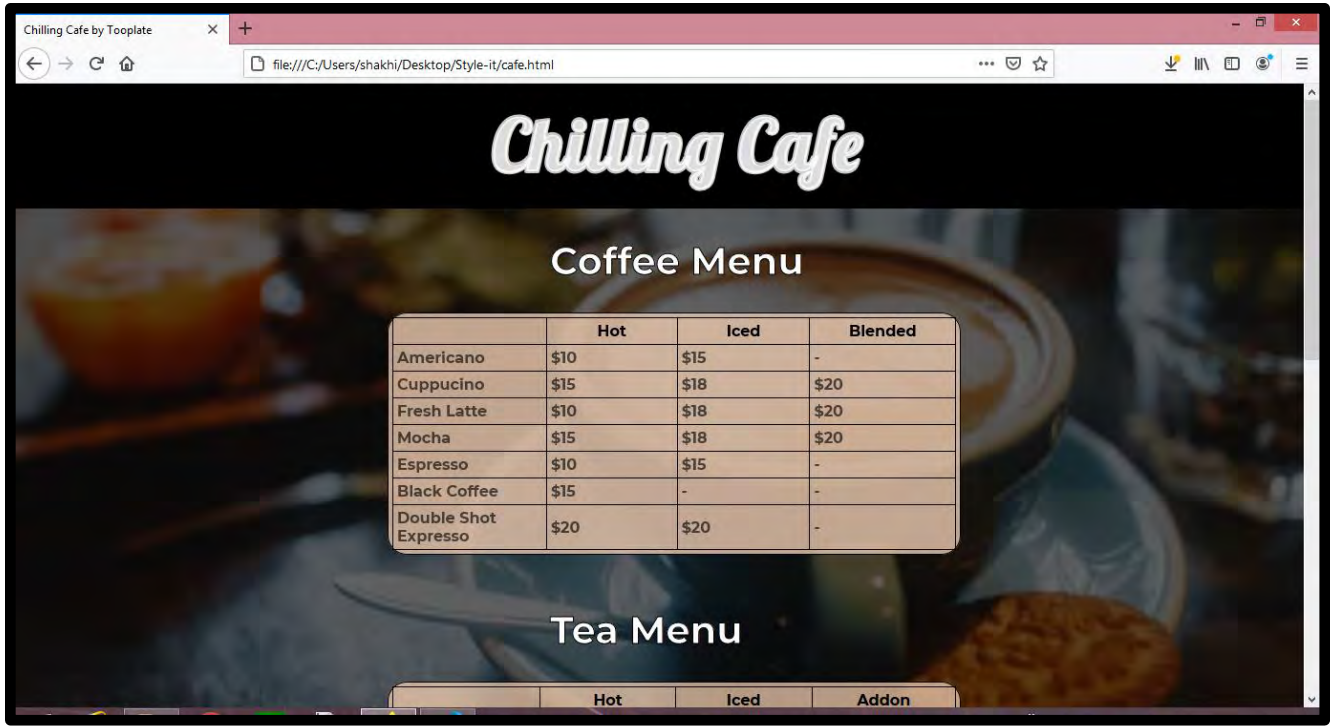 Chilling Cafe by Tooplate
file:///C:/Users/shakhi/Desktop/Style-it/cafe.html
Chilling Cafe
Coffee Menu
Hot Iced Blended
Americano $10 $15 -
Cuppucino $15 $18 $20
Fresh Latte $10 $18 $20
Mocha $15 $18 $20
Espresso $10 $15 -
Black Coffee $15 - -
Double Shot
Expresso $20 $20 -
Tea Menu
Hot Iced Addon